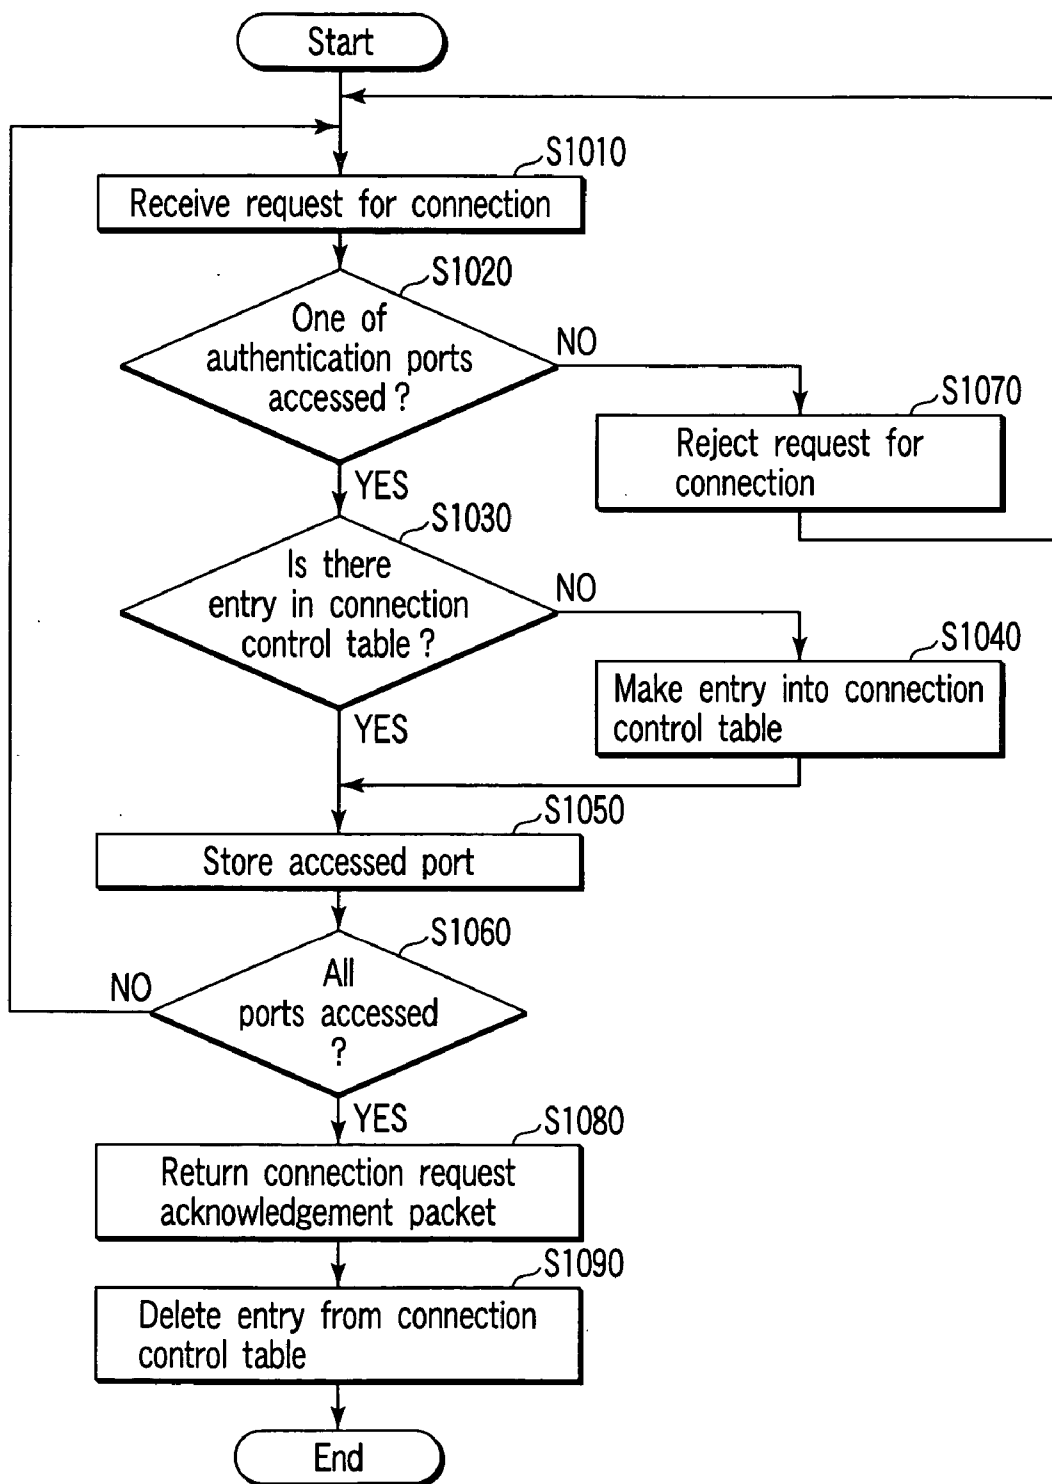 Start
S1010
Receive request for connection
S1020
One of
authentication ports
accessed ?
NO
YES
S1070
Reject request for
connection
S1030
Is there
entry in connection
control table ?
NO
YES
S1040
Make entry into connection
control table
S1050
Store accessed port
S1060
All
ports accessed
?
NO
YES
S1080
Return connection request
acknowledgement packet
S1090
Delete entry from connection
control table
End